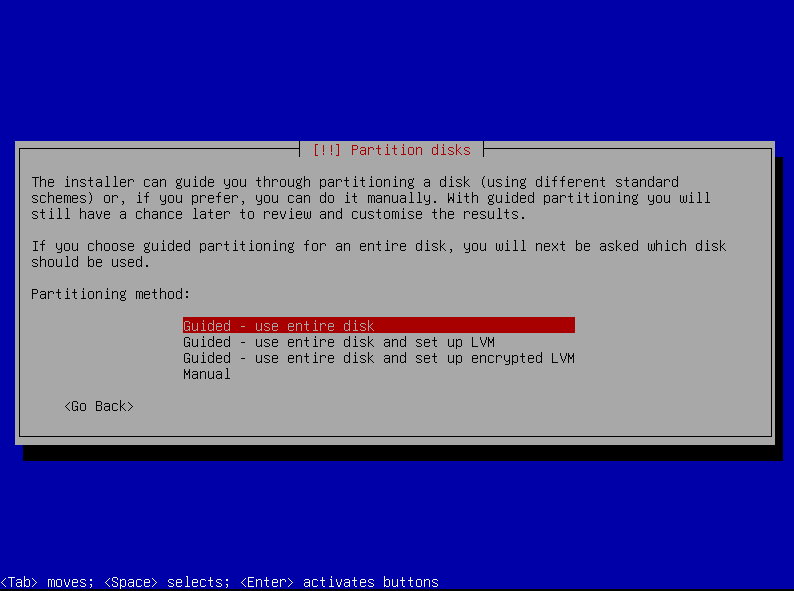 [!!] Partition disks
The installer can guide you through partitioning a disk (using different standard
schemes) or, if you prefer, you can do it manually. With guided partitioning you will
still have a chance later to review and customise the results.
If you choose guided partitioning for an entire disk, you will next be asked which disk
should be used.
Partitioning method:
Guided - use entire disk
Guided - use entire disk and set up LVM
Guided - use entire disk and set up encrypted LVM
Manual
<Go Back>
<Tab> moves; <Space> selects; <Enter> activates buttons